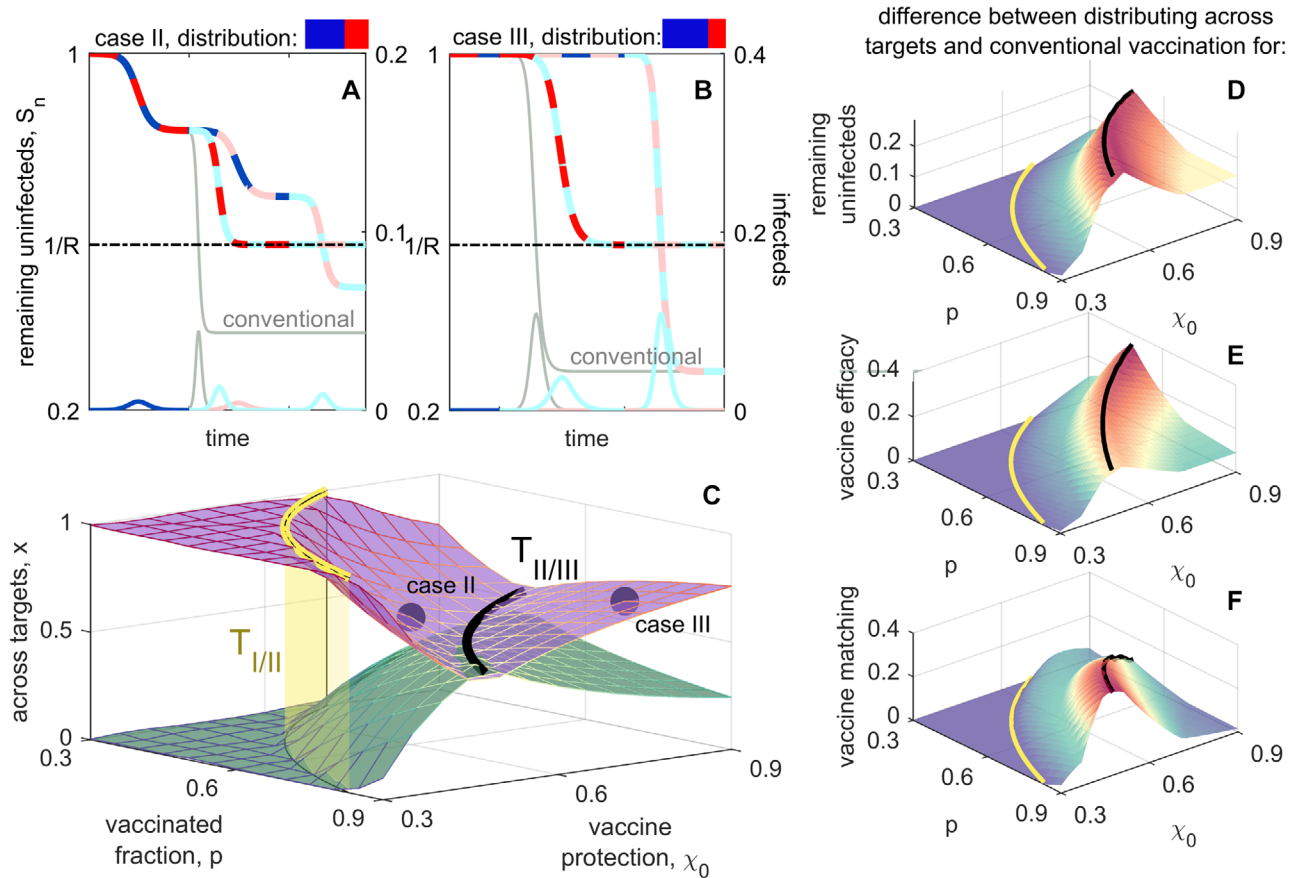 case II, distribution:
case III, distribution:
difference between distributing across
targets and conventional vaccination for:
A
1
1/R
0.2
remaining uninfecteds, S_n
conventional
0.2
0.1
0
time
B
1
1/R
0.2
conventional
0.4
0.2
0
infecteds
time
C
1
0.5
0
across targets, x
T_I/II
case II
T_II/III
case III
0.3
0.6
0.9
vaccinated
fraction, p
0.3
0.6
0.9
vaccine
protection, χ_0
D
remaining
uninfecteds
0.2
0.1
0
0.3
0.6
0.9
p
0.3
0.6
0.9
χ_0
E
vaccine efficacy
0.4
0.2
0
0.3
0.6
0.9
p
0.3
0.6
0.9
χ_0
F
vaccine matching
0.4
0.2
0
0.3
0.6
0.9
p
0.3
0.6
0.9
χ_0